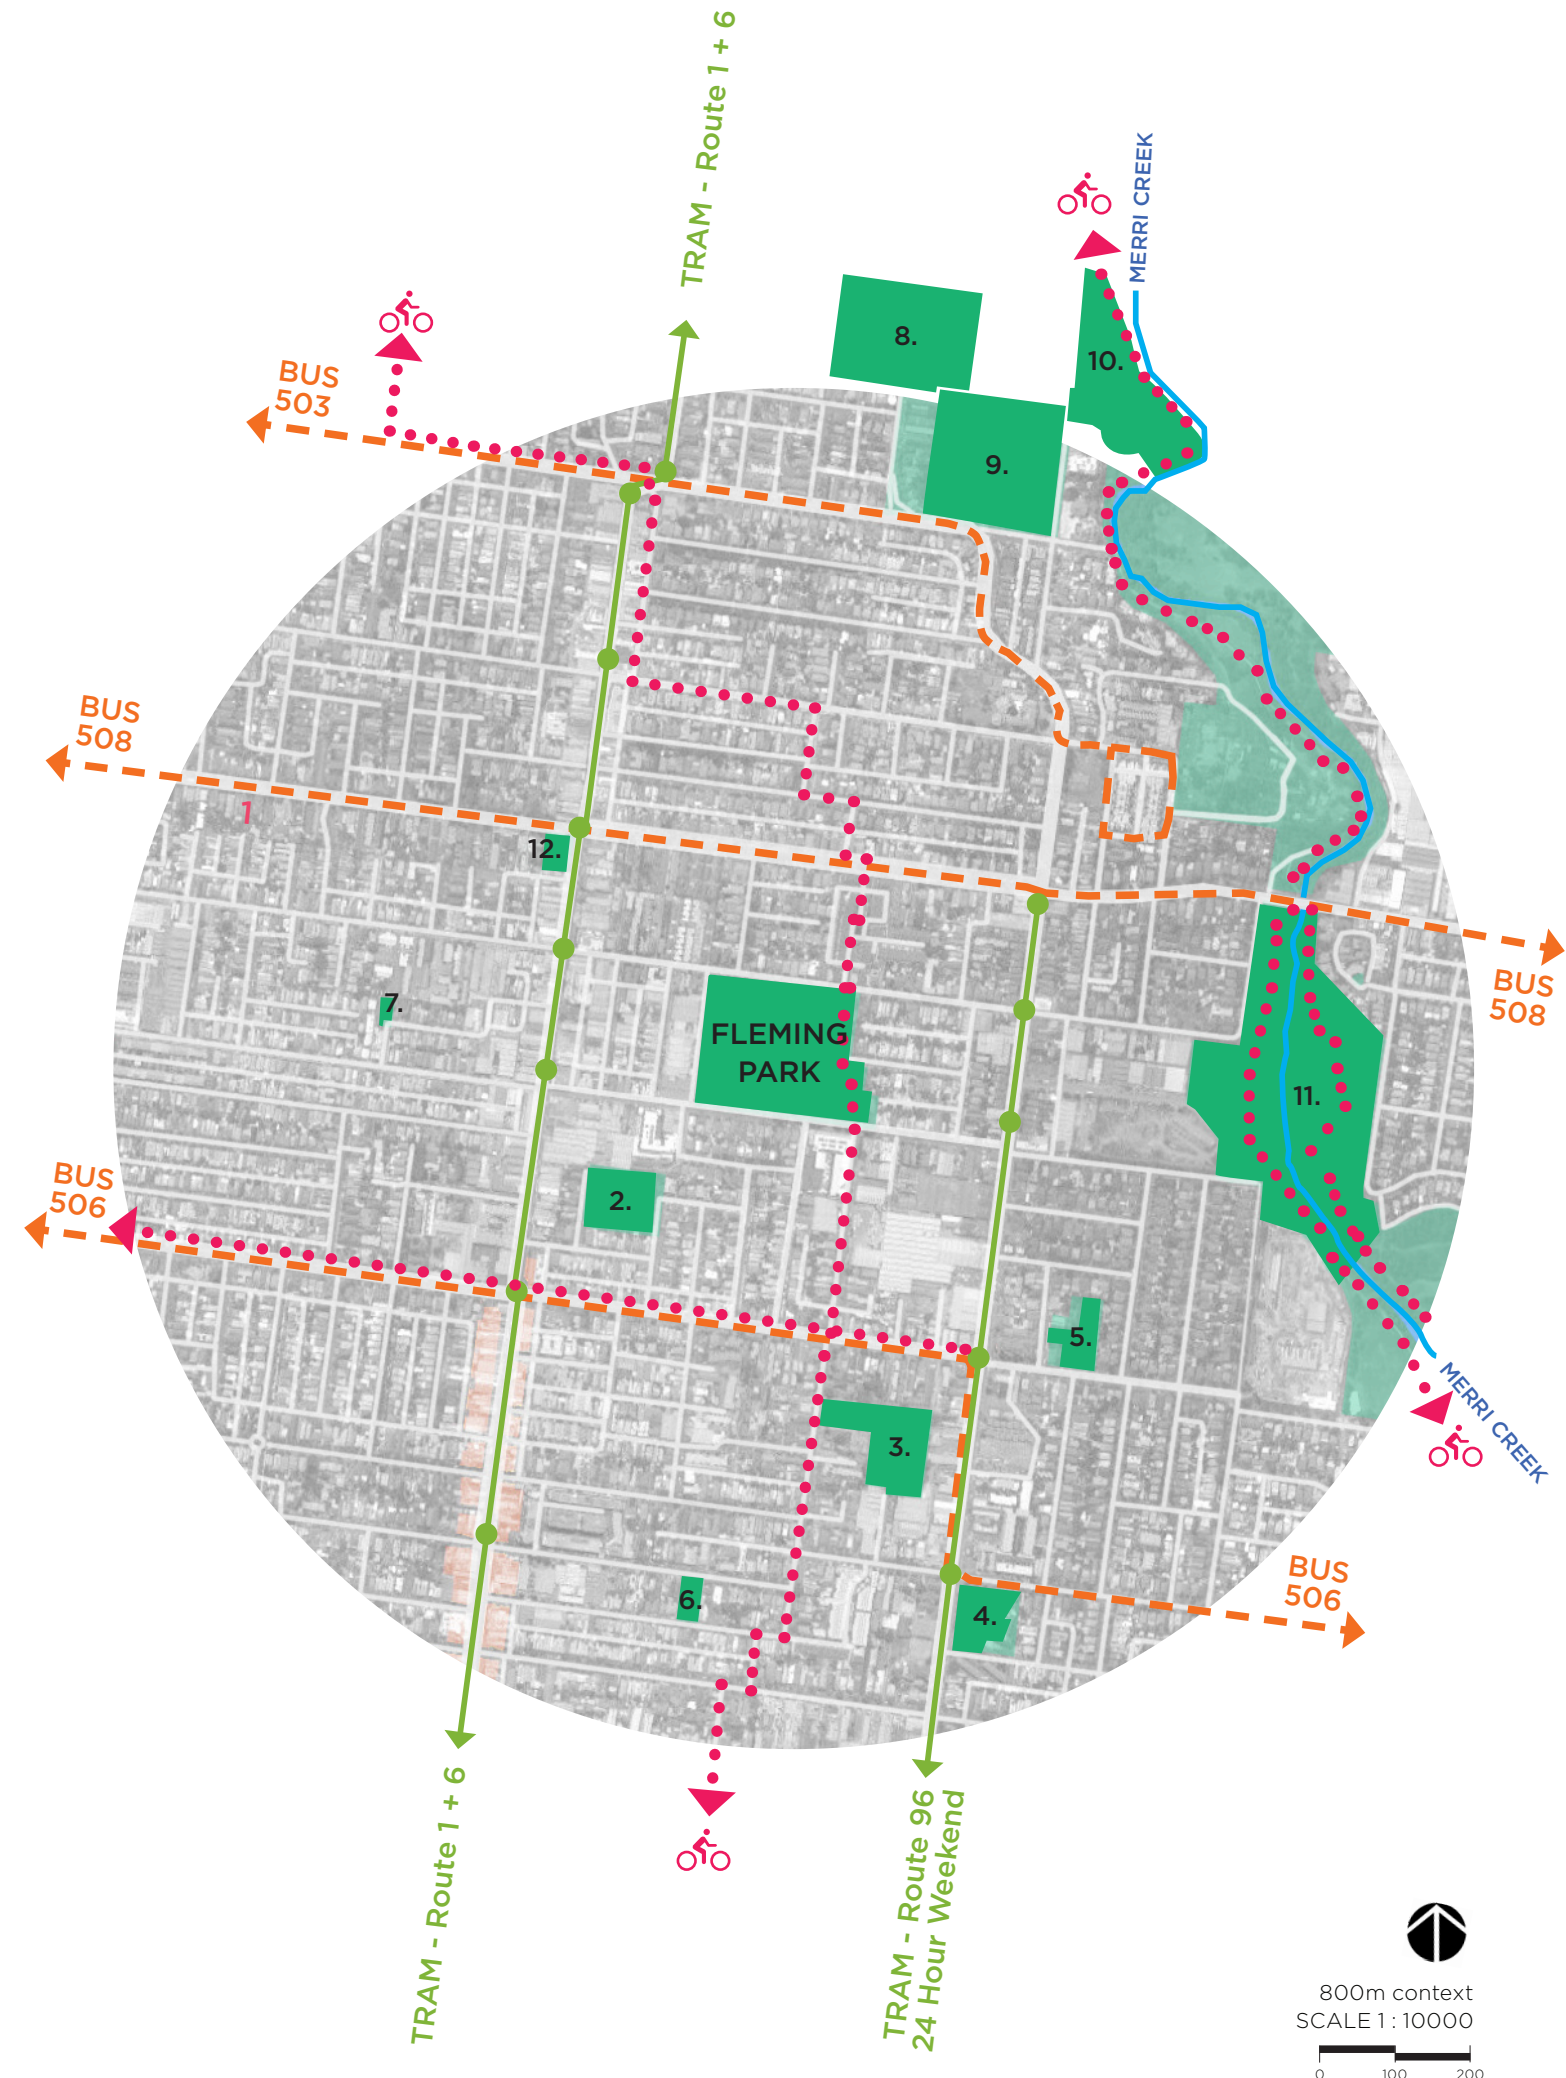 TRAM - Route 1 + 6
MERRI CREEK
8.
10.
BUS
503
9.
BUS
508
1
12.
7.
FLEMING
PARK
BUS
508
11.
BUS
506
2.
5.
3.
MERRI CREEK
6.
4.
BUS
506
TRAM - Route 1 + 6
TRAM - Route 96
24 Hour Weekend
800m context
SCALE 1 : 10000
0 100 200